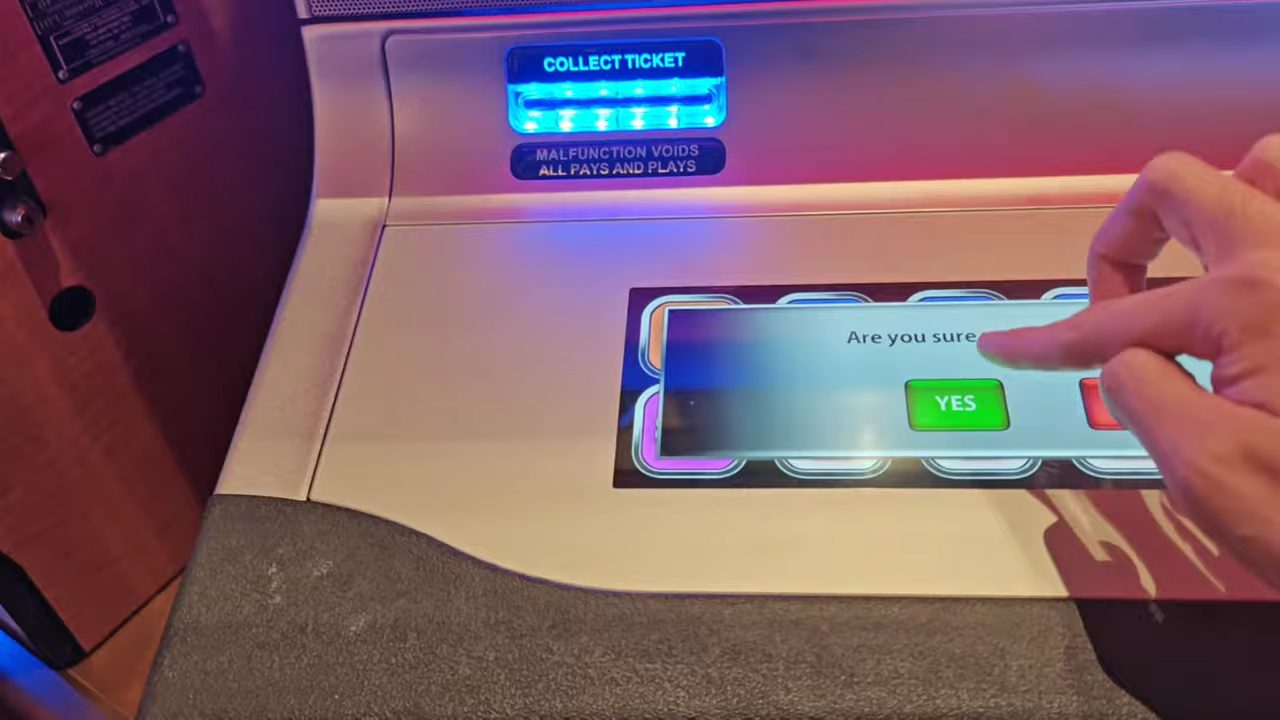 COLLECT TICKET
MALFUNCTION VOIDS
ALL PAYS AND PLAYS
Are you sure
YES